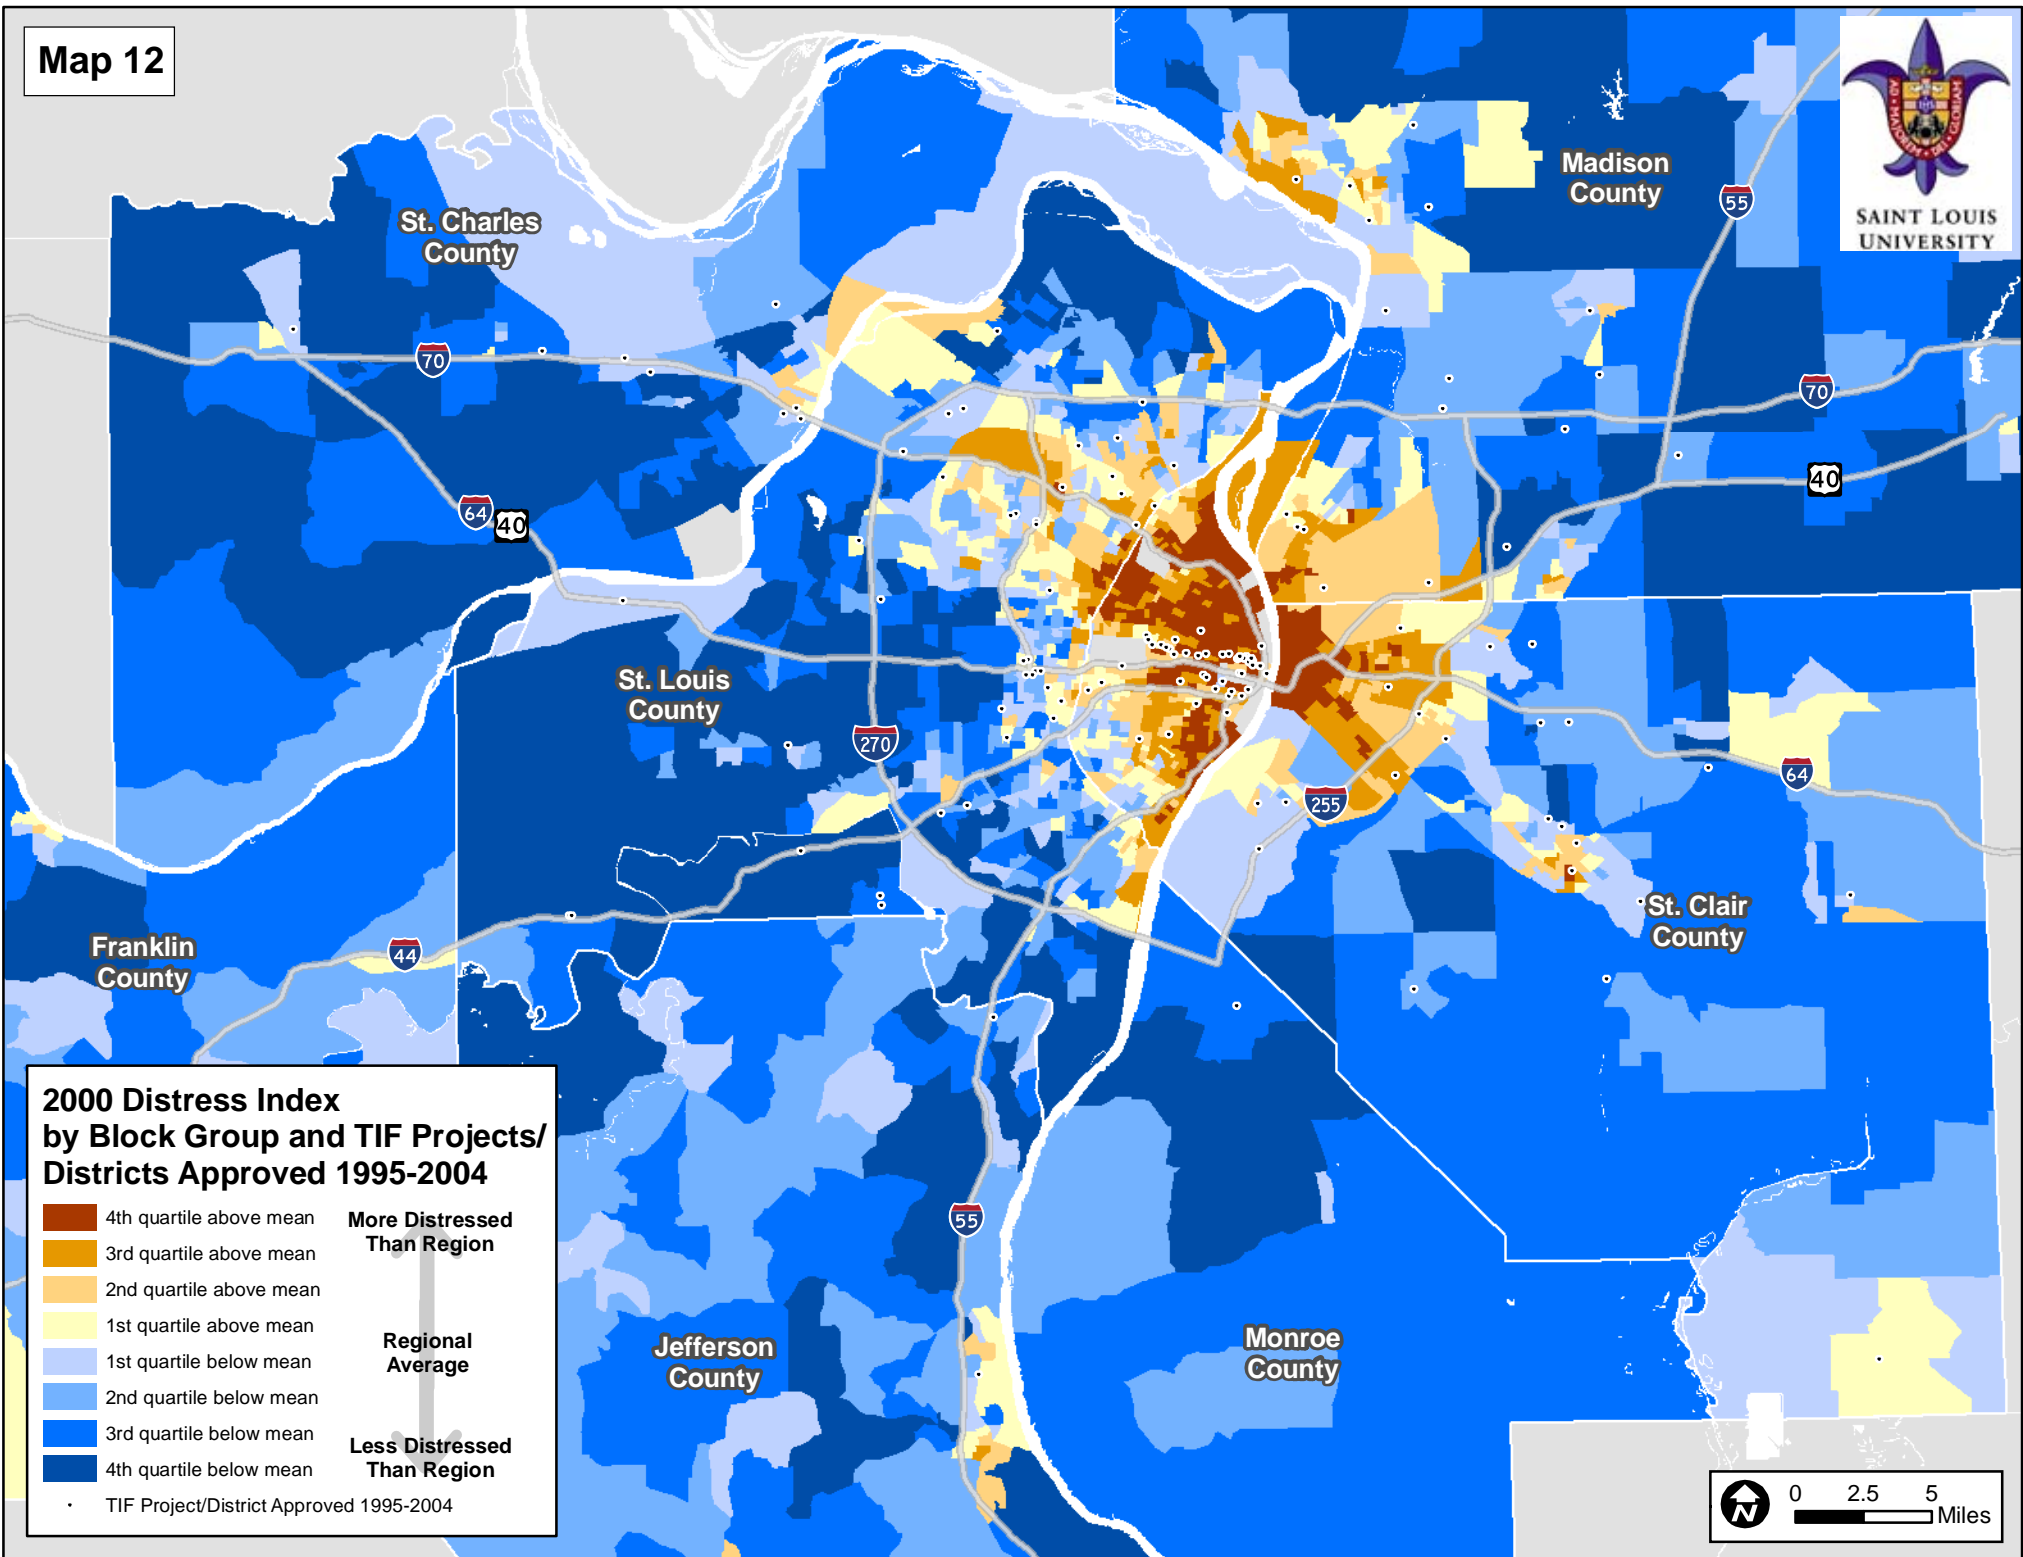 Map 12
AD • MAJOREM • DEI • GLORIAM
IHS
SAINT LOUIS
UNIVERSITY
Madison
County
55
St. Charles
County
70
70
64
40
40
St. Louis
County
270
64
255
St. Clair
County
Franklin
County
44
55
Jefferson
County
Monroe
County
2000 Distress Index
by Block Group and TIF Projects/
Districts Approved 1995-2004
4th quartile above mean
3rd quartile above mean
2nd quartile above mean
1st quartile above mean
1st quartile below mean
2nd quartile below mean
3rd quartile below mean
4th quartile below mean
TIF Project/District Approved 1995-2004
More Distressed
Than Region
Regional
Average
Less Distressed
Than Region
N
0 2.5 5
Miles